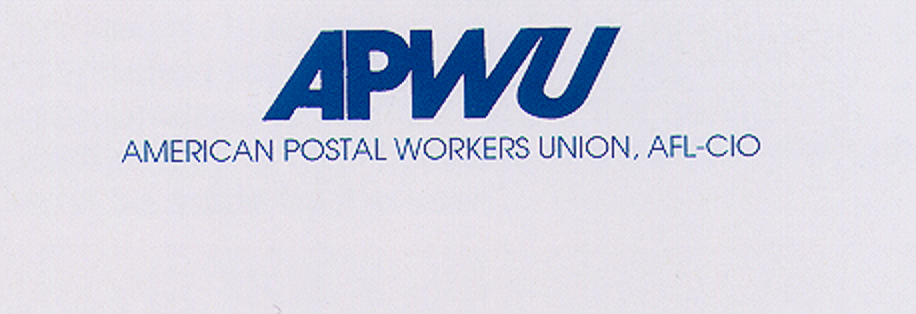 APWU
AMERICAN POSTAL WORKERS UNION, AFL-CIO